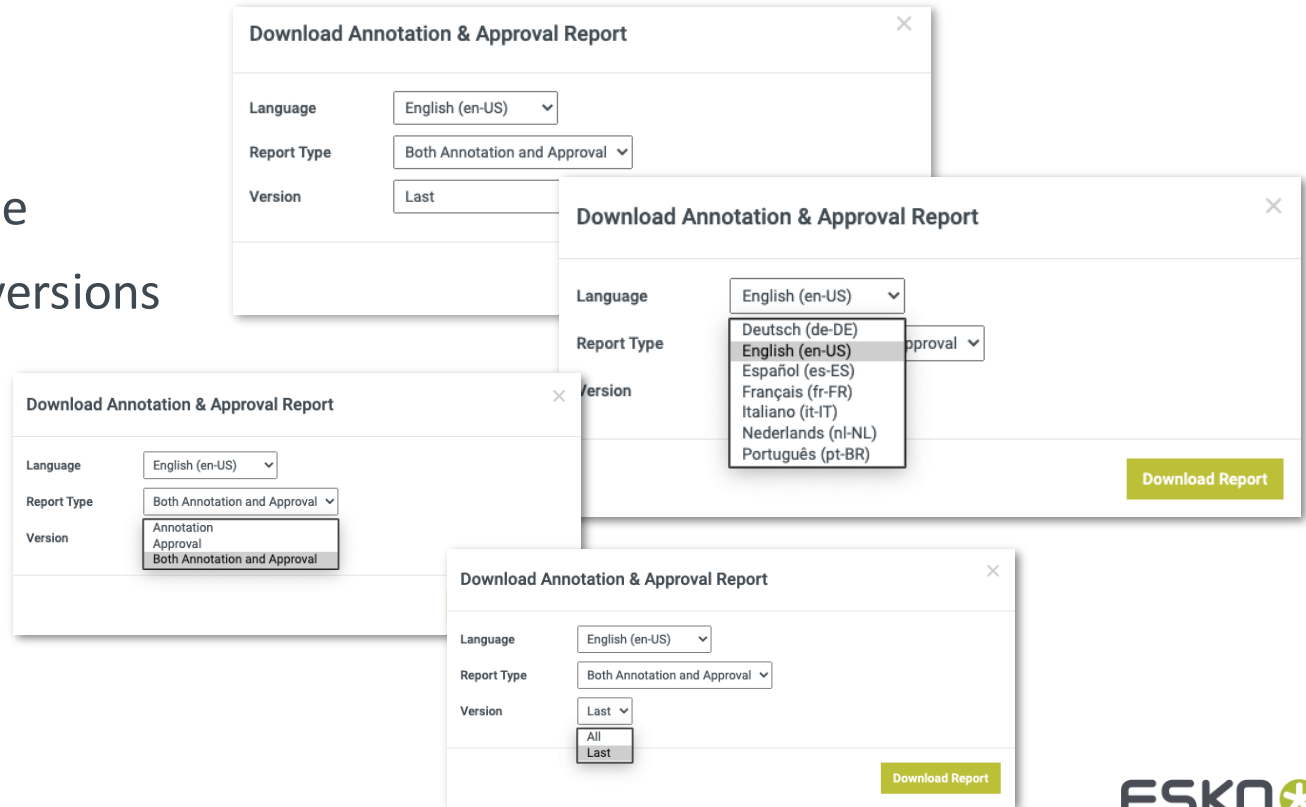 Download Annotation & Approval Report
Language English (en-US)
Report Type Both Annotation and Approval
Version Last
e
versions
Download Annotation & Approval Report
Language English (en-US)
Deutsch (de-DE)
Report Type pproval
English (en-US)
Español (es-ES)
Version
Français (fr-FR)
Italiano (it-IT)
Nederlands (nl-NL)
Português (pt-BR)
Download Report
Download Annotation & Approval Report
Language English (en-US)
Report Type Both Annotation and Approval
Version
Annotation
Approval
Both Annotation and Approval
Download Annotation & Approval Report
Language English (en-US)
Report Type Both Annotation and Approval
Version Last
All
Last
Download Report
ESKO